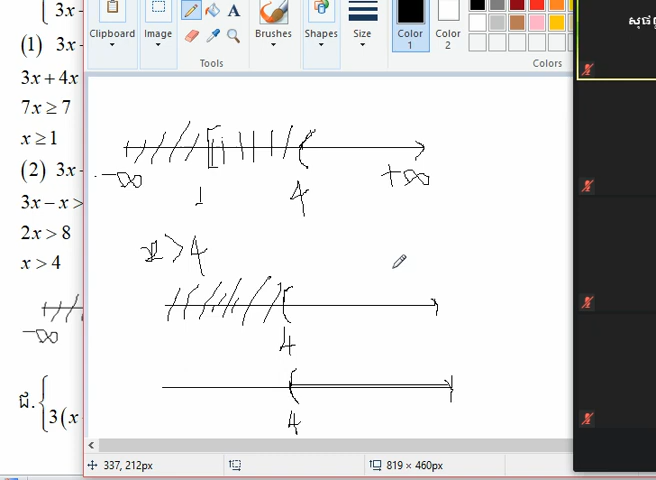 { 3x
(1) 3x
3x + 4x
7x ≥ 7
x ≥ 1
(2) 3x -
3x − x >
2x > 8
x > 4
-∞
ជ. { 3(x
Clipboard
Image
Tools
Brushes
Shapes
Size
Color 1
Color 2
Colors
-∞ 1 4 +∞
x > 4
4
4
337, 212px
819 × 460px